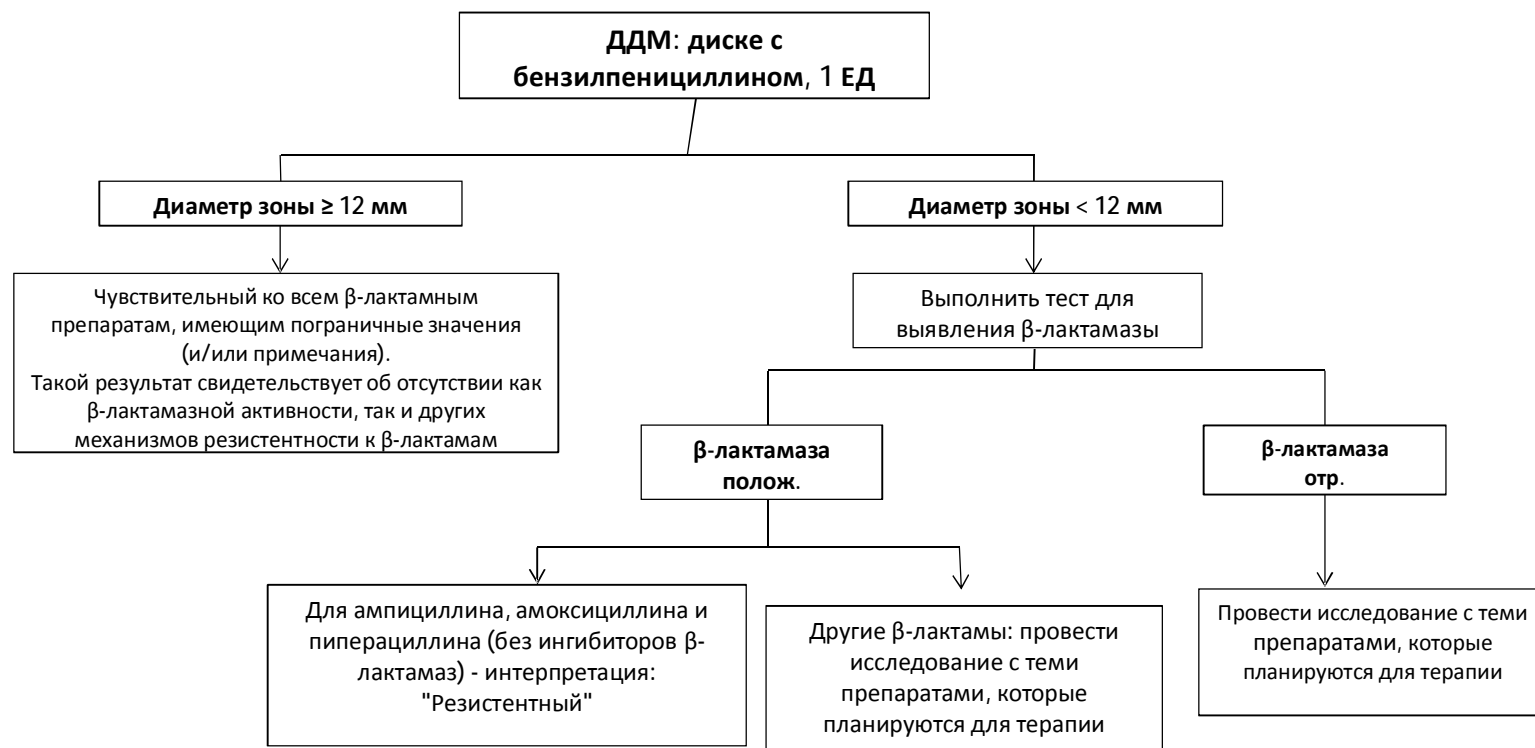 ДДМ: диске с
бензилпенициллином, 1 ЕД
Диаметр зоны ≥ 12 мм
Диаметр зоны < 12 мм
Чувствительный ко всем β-лактамным
препаратам, имеющим пограничные значения
(и/или примечания).
Такой результат свидетельствует об отсутствии как
β-лактамазной активности, так и других
механизмов резистентности к β-лактамам
Выполнить тест для
выявления β-лактамазы
β-лактамаза
полож.
β-лактамаза
отр.
Для ампициллина, амоксициллина и
пиперациллина (без ингибиторов β-
лактамаз) - интерпретация:
"Резистентный"
Другие β-лактамы: провести
исследование с теми
препаратами, которые
планируются для терапии
Провести исследование с теми
препаратами, которые
планируются для терапии